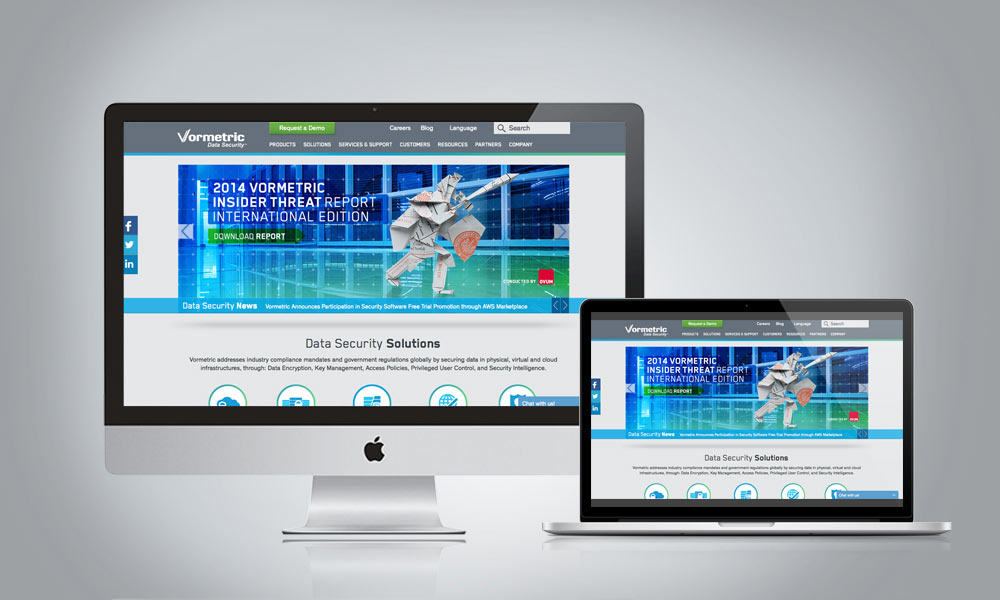 Vormetric
Data Security™
Request a Demo
Careers Blog Language Search
PRODUCTS SOLUTIONS SERVICES & SUPPORT CUSTOMERS RESOURCES PARTNERS COMPANY
2014 VORMETRIC
INSIDER THREAT REPORT
INTERNATIONAL EDITION
DOWNLOAD REPORT
CONDUCTED BY OVUM
Data Security News Vormetric Announces Participation in Sacurity Software Free Trial Promotion through AWS Marketplace
Data Security Solutions
Vormetric addresses industry compliance mandates and government regulations globally by securing data in physical, virtual and cloud
infrastructures, through: Data Encryption, Key Management, Access Policies, Privileged User Control, and Security Intelligence.
Chat with us!
Vormetric
Data Security
Request a Demo
Careers Blog Language Search
PRODUCTS SOLUTIONS SERVICES & SUPPORT CUSTOMERS RESOURCES PARTNERS COMPANY
2014 VORMETRIC
INSIDER THREAT REPORT
INTERNATIONAL EDITION
DOWNLOAD REPORT
CONDUCTED BY OVUM
Data Security News Vormetric Announces Participation in Sacurity Software Free Trial Promotion through AWS Marketplace
Data Security Solutions
Vormetric addresses industry compliance mandates and government regulations globally by securing data in physical, virtual and cloud
infrastructures, through: Data Encryption, Key Management, Access Policies, Privileged User Control, and Security Intelligence.
Chat with us!